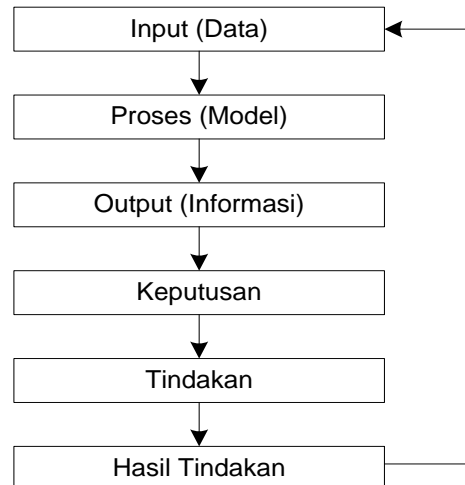 Input (Data)
Proses (Model)
Output (Informasi)
Keputusan
Tindakan
Hasil Tindakan